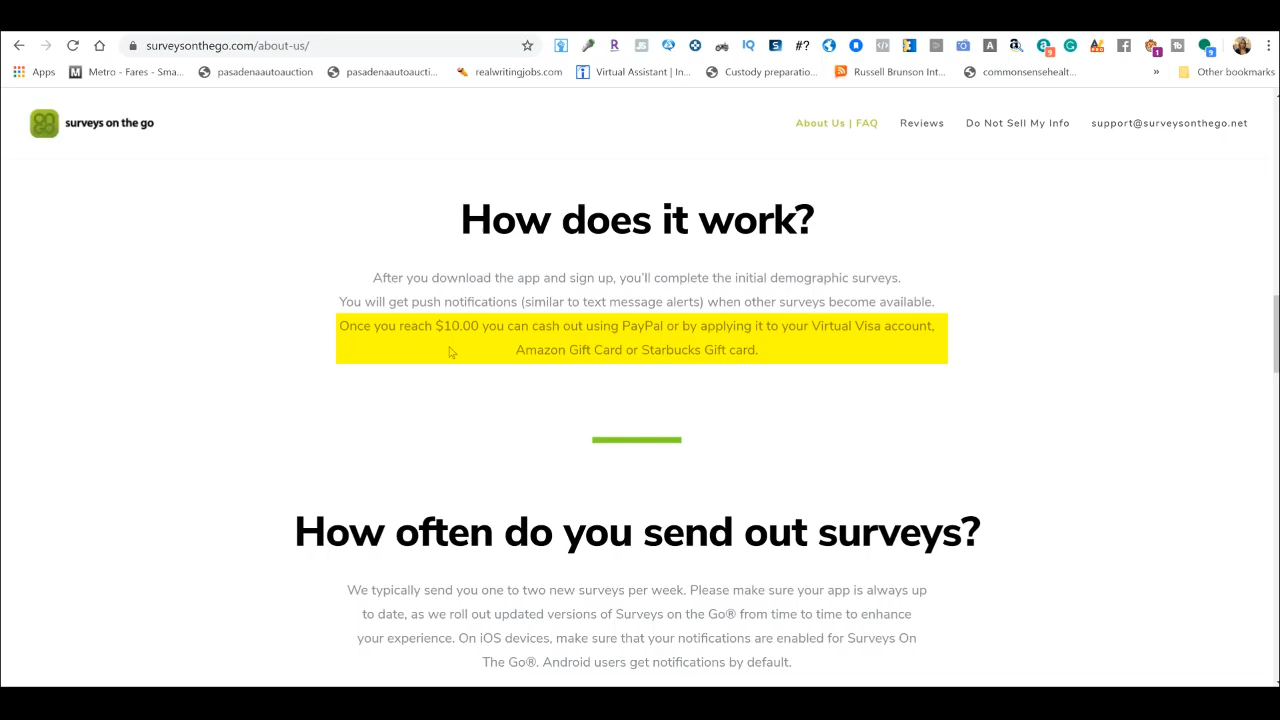 surveysonthego.com/about-us/
Apps
Metro - Fares - Sma...
pasadenaautoauction
pasadenaautoaucti...
realwritingjobs.com
Virtual Assistant | In...
Custody preparatio...
Russell Brunson Int...
commonsensehealt...
»
Other bookmarks
surveys on the go
About Us | FAQ
Reviews
Do Not Sell My Info
support@surveysonthego.net
How does it work?
After you download the app and sign up, you'll complete the initial demographic surveys.
You will get push notifications (similar to text message alerts) when other surveys become available.
Once you reach $10.00 you can cash out using PayPal or by applying it to your Virtual Visa account,
Amazon Gift Card or Starbucks Gift card.
How often do you send out surveys?
We typically send you one to two new surveys per week. Please make sure your app is always up
to date, as we roll out updated versions of Surveys on the Go® from time to time to enhance
your experience. On iOS devices, make sure that your notifications are enabled for Surveys On
The Go®. Android users get notifications by default.